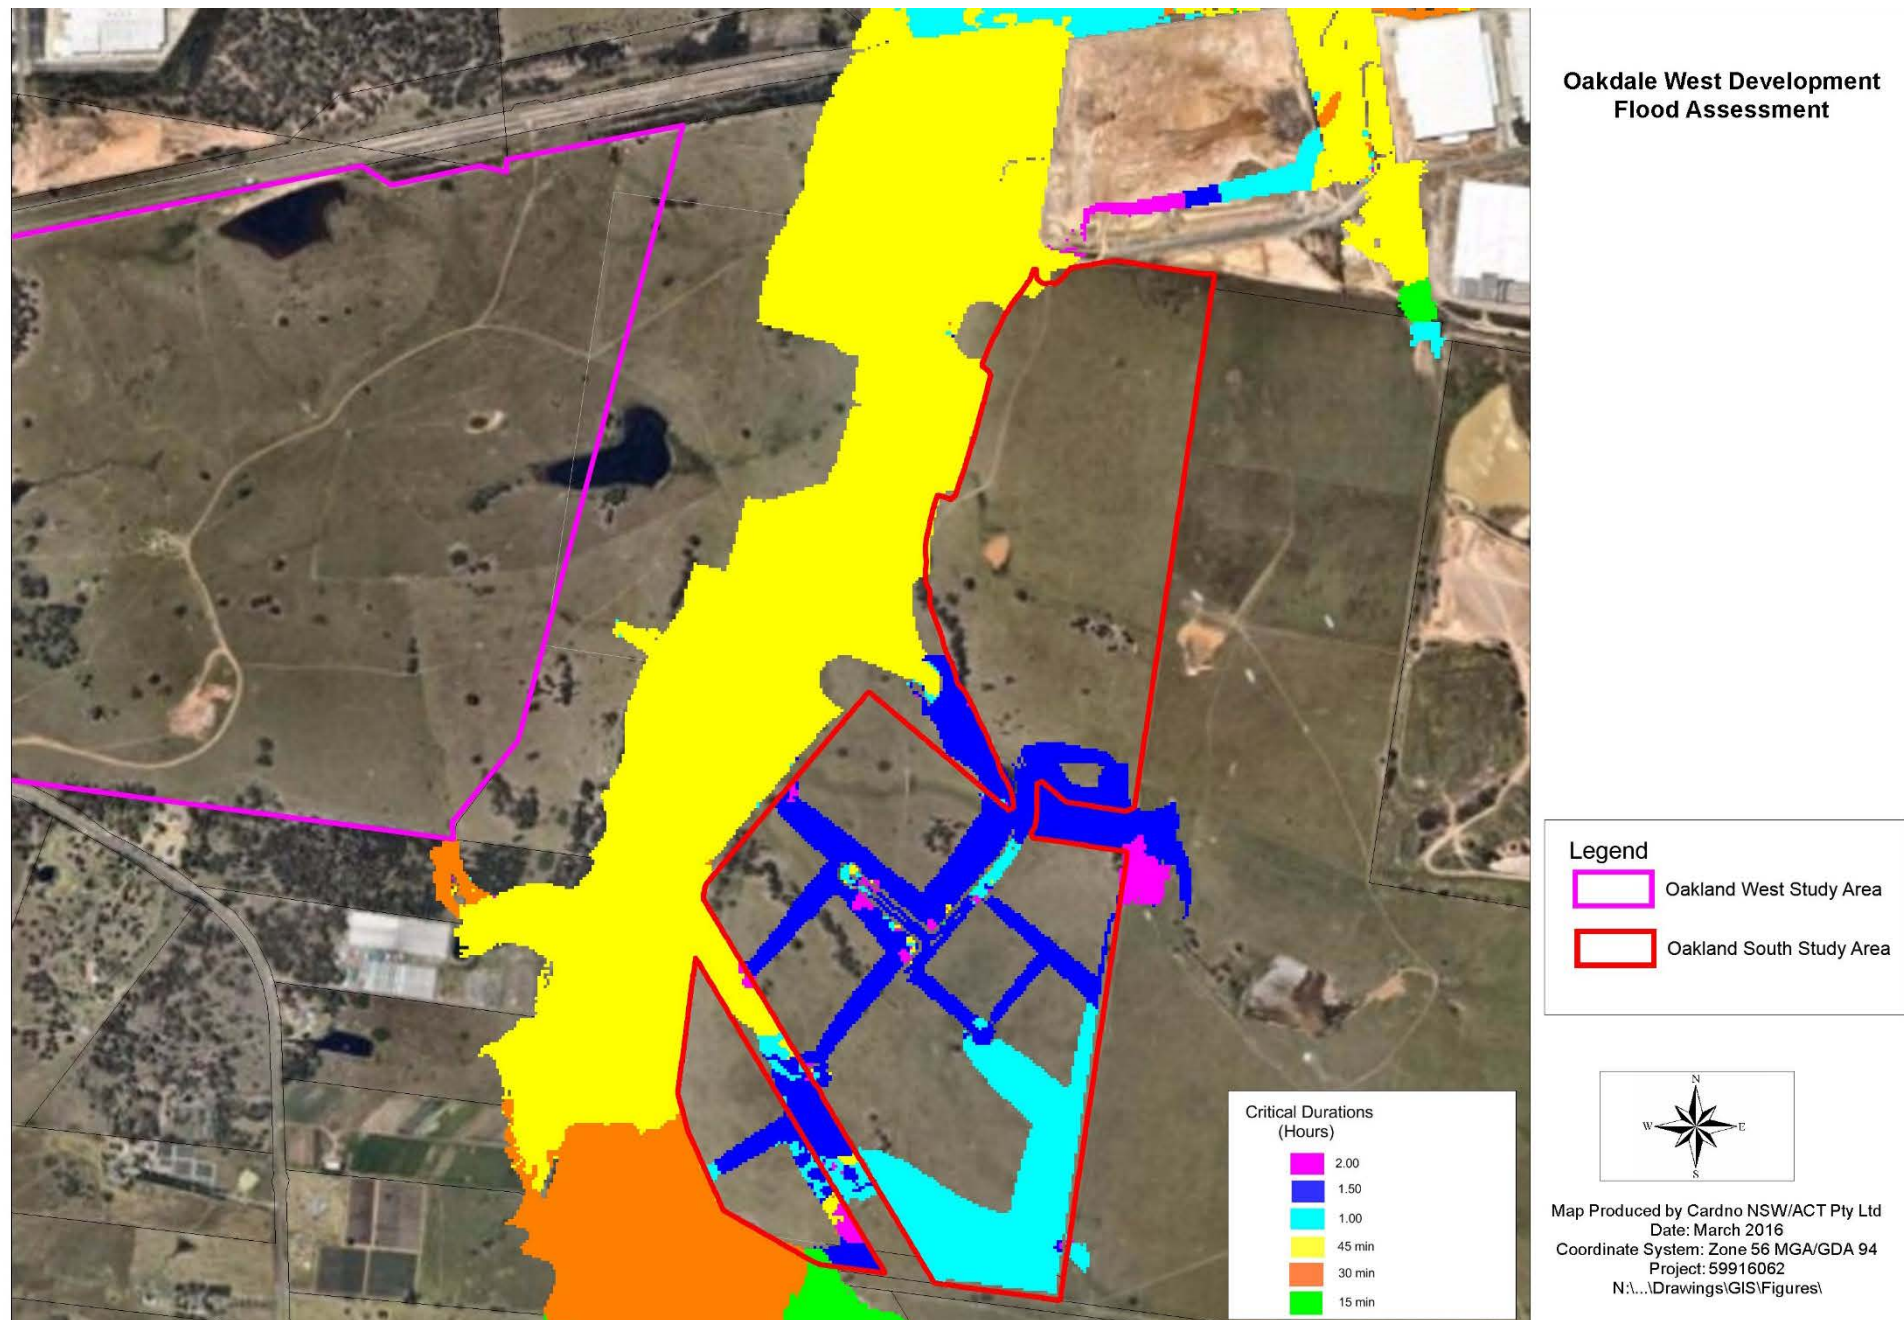 Oakdale West Development
Flood Assessment
Legend
Oakland West Study Area
Oakland South Study Area
Critical Durations
(Hours)
2.00
1.50
1.00
45 min
30 min
15 min
N
W
E
S
Map Produced by Cardno NSW/ACT Pty Ltd
Date: March 2016
Coordinate System: Zone 56 MGA/GDA 94
Project: 59916062
N:\...\Drawings\GIS\Figures\